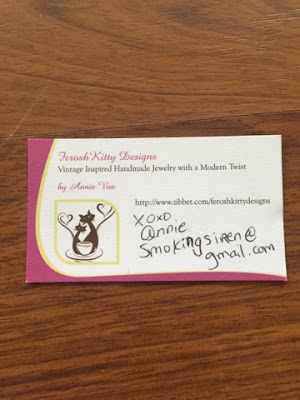 Ferosh Kitty Designs
Vintage Inspired Handmade Jewelry with a Modern Twist
by Annie Vox
http://www.zibbet.com/feroshkittydesigns
xoxo
@nnie
Smokingsiren@
gmail.com